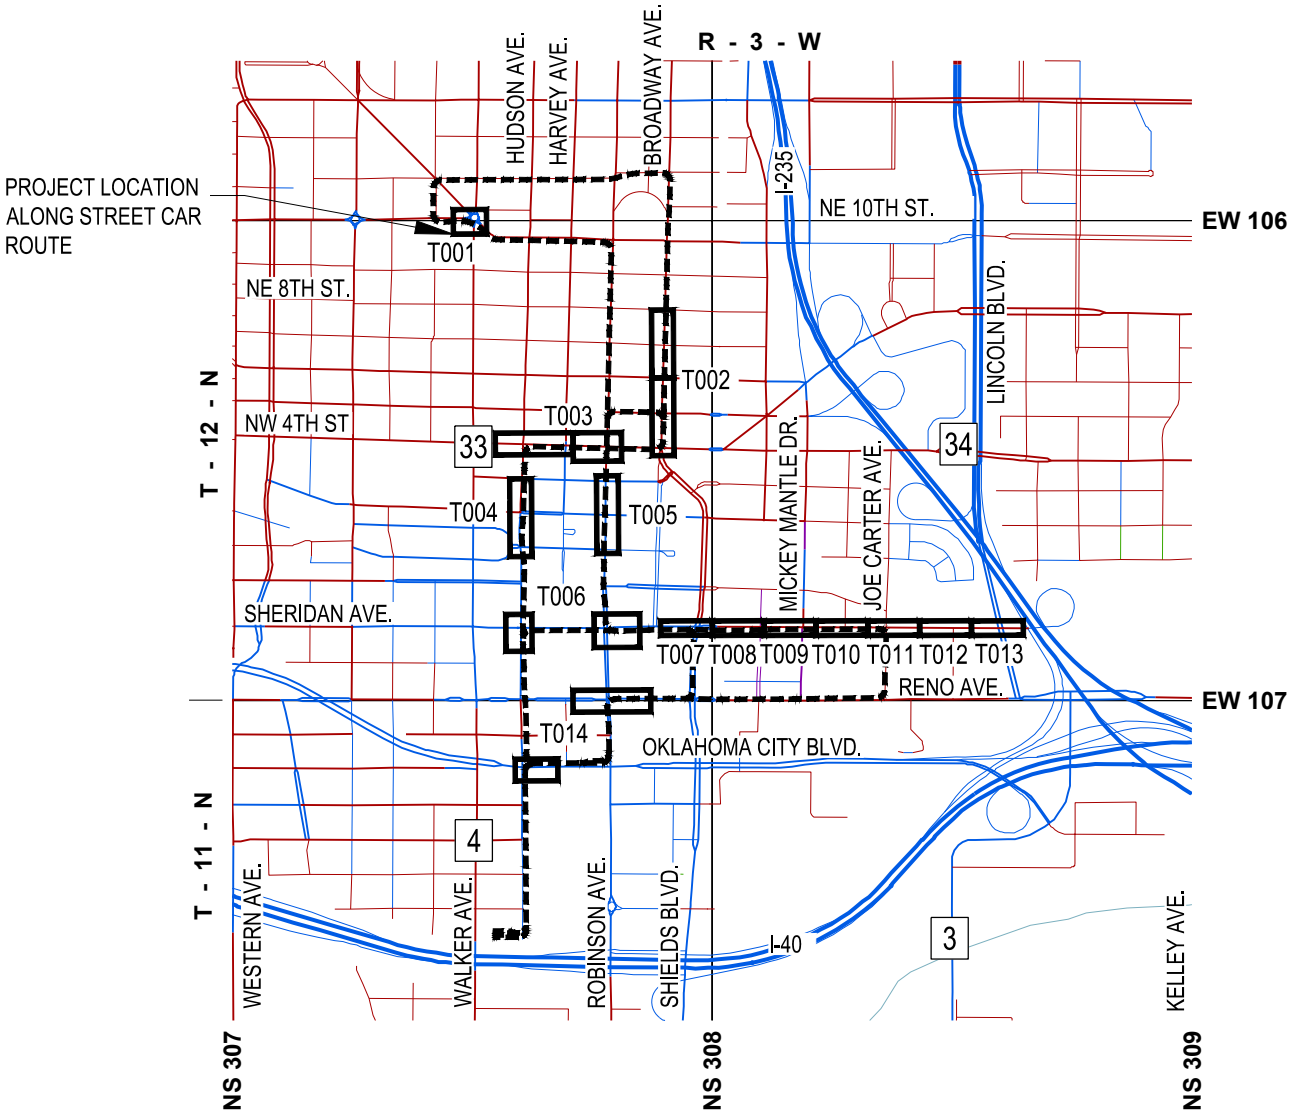 R - 3 - W
HUDSON AVE.
HARVEY AVE.
BROADWAY AVE.
I-235
PROJECT LOCATION
ALONG STREET CAR
ROUTE
NE 10TH ST.
EW 106
T001
NE 8TH ST.
LINCOLN BLVD.
T - 12 - N
T002
NW 4TH ST
T003
33
34
MICKEY MANTLE DR.
JOE CARTER AVE.
T004
T005
T006
SHERIDAN AVE.
T007
T008
T009
T010
T011
T012
T013
RENO AVE.
EW 107
T014
OKLAHOMA CITY BLVD.
T - 11 - N
4
WESTERN AVE.
WALKER AVE.
ROBINSON AVE.
SHIELDS BLVD.
I-40
3
KELLEY AVE.
NS 307
NS 308
NS 309